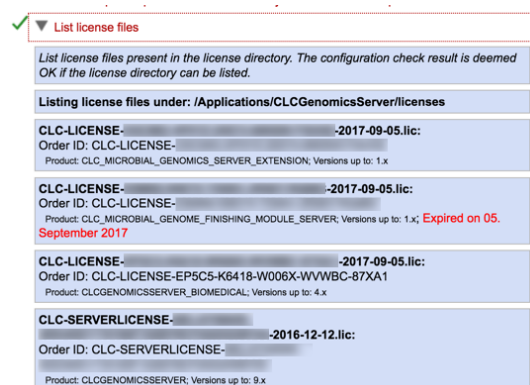 List license files
List license files present in the license directory. The configuration check result is deemed
OK if the license directory can be listed.
Listing license files under: /Applications/CLCGenomicsServer/licenses
CLC-LICENSE- -2017-09-05.lic:
Order ID: CLC-LICENSE-
Product: CLC_MICROBIAL_GENOMICS_SERVER_EXTENSION; Versions up to: 1.x
CLC-LICENSE- -2017-09-05.lic:
Order ID: CLC-LICENSE-
Product: CLC_MICROBIAL_GENOME_FINISHING_MODULE_SERVER; Versions up to: 1.x; Expired on 05.
September 2017
CLC-LICENSE- -2017-09-05.lic:
Order ID: CLC-LICENSE-EP5C5-K6418-W006X-WVWBC-87XA1
Product: CLCGENOMICSSERVER_BIOMEDICAL; Versions up to: 4.x
CLC-SERVERLICENSE-
-2016-12-12.lic:
Order ID: CLC-SERVERLICENSE-
Product: CLCGENOMICSSERVER; Versions up to: 9.x